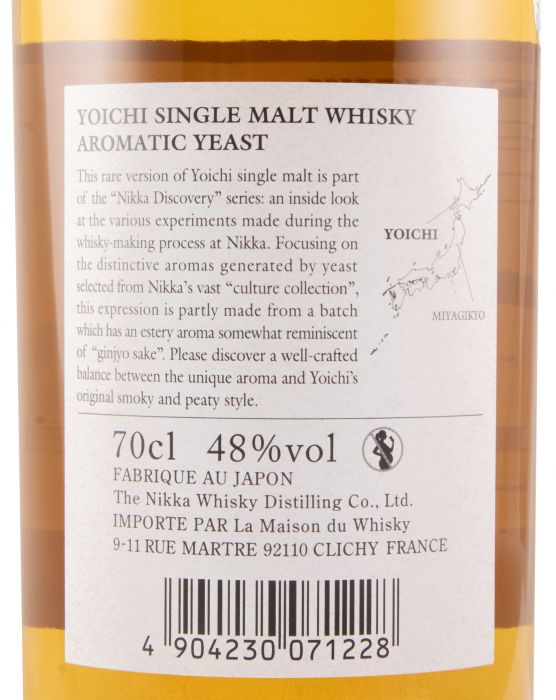 YOICHI SINGLE MALT WHISKY
AROMATIC YEAST
This rare version of Yoichi single malt is part
of the “Nikka Discovery” series: an inside look
at the various experiments made during the
whisky-making process at Nikka. Focusing on
the distinctive aromas generated by yeast
selected from Nikka’s vast “culture collection”,
this expression is partly made from a batch
which has an estery aroma somewhat reminiscent
of “ginjyo sake”. Please discover a well-crafted
balance between the unique aroma and Yoichi’s
original smoky and peaty style.
YOICHI
MIYAGIKYO
70cl 48%vol
FABRIQUE AU JAPON
The Nikka Whisky Distilling Co., Ltd.
IMPORTE PAR La Maison du Whisky
9-11 RUE MARTRE 92110 CLICHY FRANCE
4 904230 071228